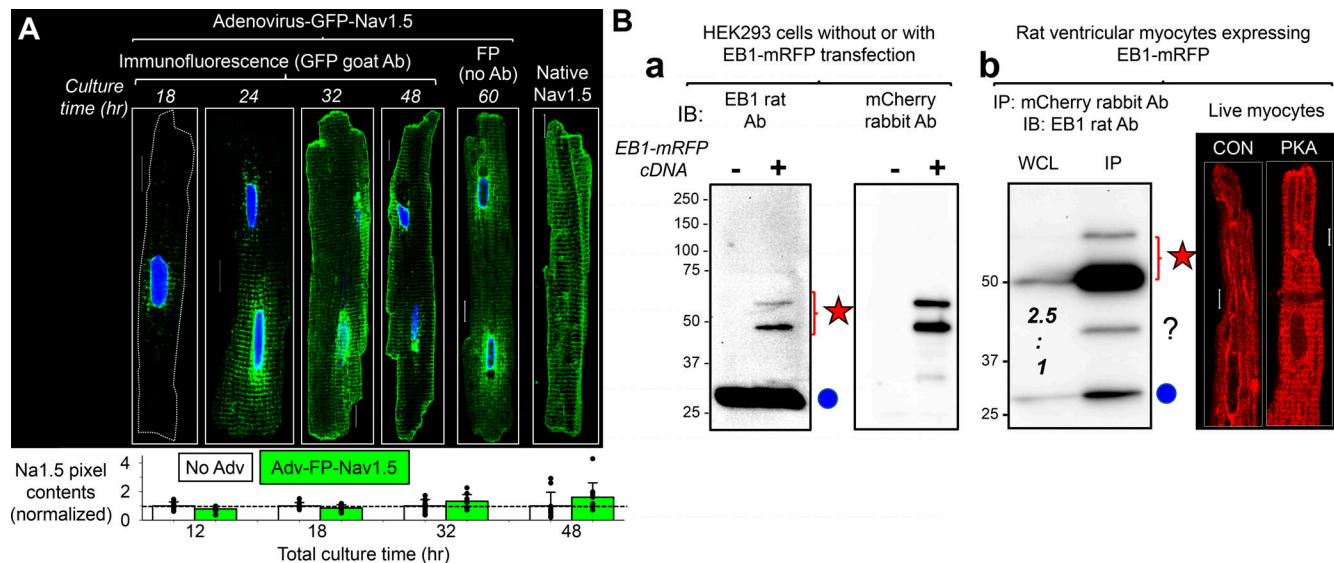 A
Adenovirus-GFP-Nav1.5
Immunofluorescence (GFP goat Ab)
FP
(no Ab)
Native
Nav1.5
Culture
time (hr)
18
24
32
48
60
Na1.5 pixel
contents
(normalized)
No Adv
Adv-FP-Nav1.5
4
2
0
12
18
32
48
Total culture time (hr)
B
HEK293 cells without or with
EB1-mRFP transfection
a
IB:
EB1 rat
Ab
mCherry
rabbit Ab
EB1-mRFP
cDNA
- +
- +
250
150
100
75
50
37
25
Rat ventricular myocytes expressing
EB1-mRFP
b
IP: mCherry rabbit Ab
IB: EB1 rat Ab
WCL
IP
50
37
25
2.5
:
1
?
Live myocytes
CON
PKA